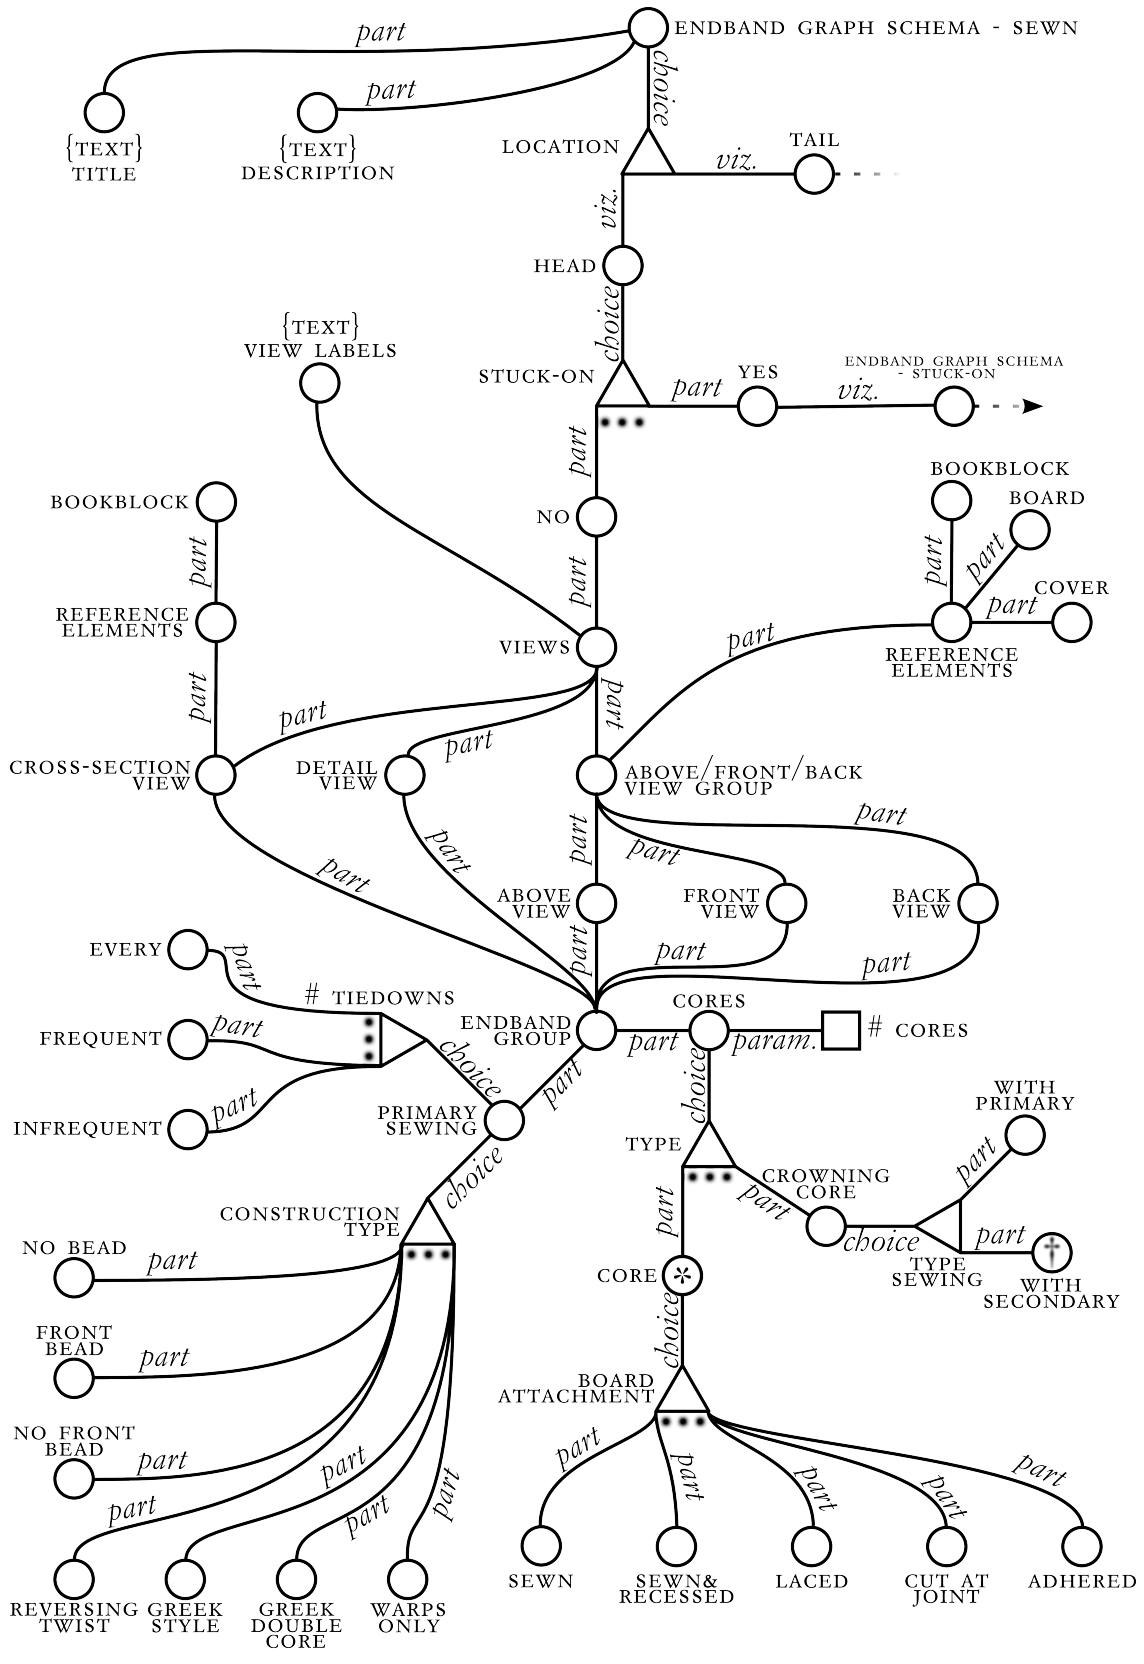 ENDBAND GRAPH SCHEMA - SEWN
part
part
choice
{TEXT}
TITLE
{TEXT}
DESCRIPTION
LOCATION
viz.
TAIL
viz.
HEAD
choice
{TEXT}
VIEW LABELS
STUCK-ON
part
YES
viz.
ENDBAND GRAPH SCHEMA
- STUCK-ON
part
NO
part
BOOKBLOCK
part
REFERENCE
ELEMENTS
part
BOOKBLOCK
BOARD
COVER
part
part
part
REFERENCE
ELEMENTS
part
VIEWS
part
part
part
CROSS-SECTION
VIEW
DETAIL
VIEW
ABOVE/FRONT/BACK
VIEW GROUP
part
part
part
part
part
ABOVE
VIEW
FRONT
VIEW
BACK
VIEW
part
part
part
EVERY
part
# TIEDOWNS
FREQUENT
part
INFREQUENT
part
choice
ENDBAND
GROUP
part
CORES
param.
# CORES
part
PRIMARY
SEWING
choice
choice
TYPE
WITH
PRIMARY
part
CROWNING
CORE
part
choice
TYPE
SEWING
part
†
WITH
SECONDARY
part
CORE
*
choice
CONSTRUCTION
TYPE
NO BEAD
part
FRONT
BEAD
part
NO FRONT
BEAD
part
part
part
part
part
REVERSING
TWIST
GREEK
STYLE
GREEK
DOUBLE
CORE
WARPS
ONLY
BOARD
ATTACHMENT
part
part
part
part
part
SEWN
SEWN&
RECESSED
LACED
CUT AT
JOINT
ADHERED